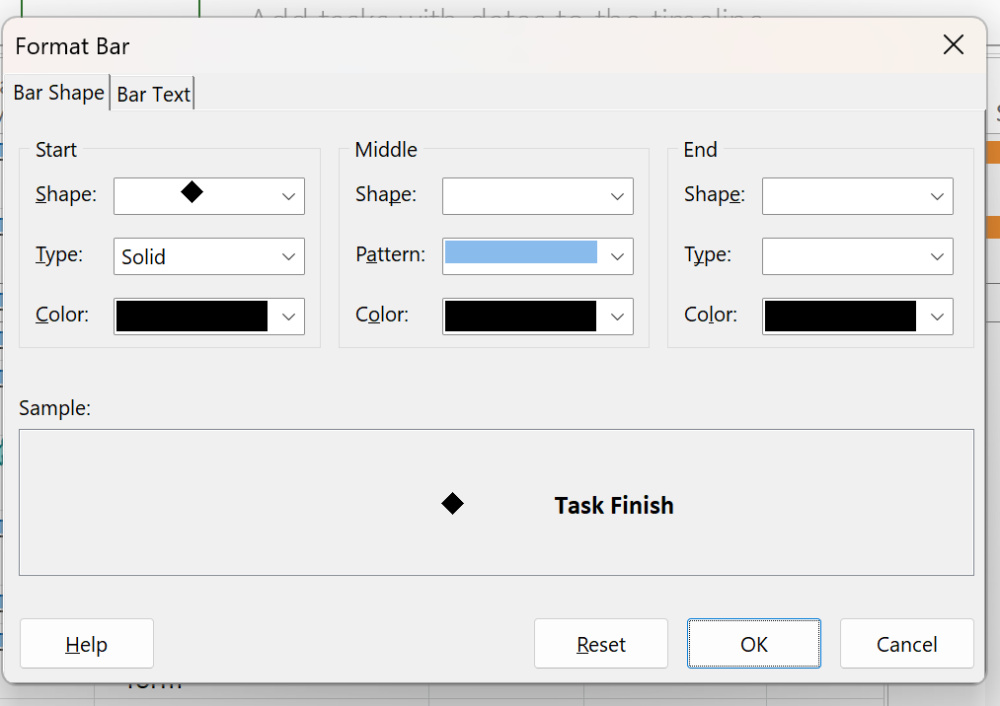 Add tasks with dates to the timeline
Format Bar
Bar Shape
Bar Text
Start
Shape:
Type:
Solid
Color:
Middle
Shape:
Pattern:
Color:
End
Shape:
Type:
Color:
Sample:
Task Finish
Help
Reset
OK
Cancel
form